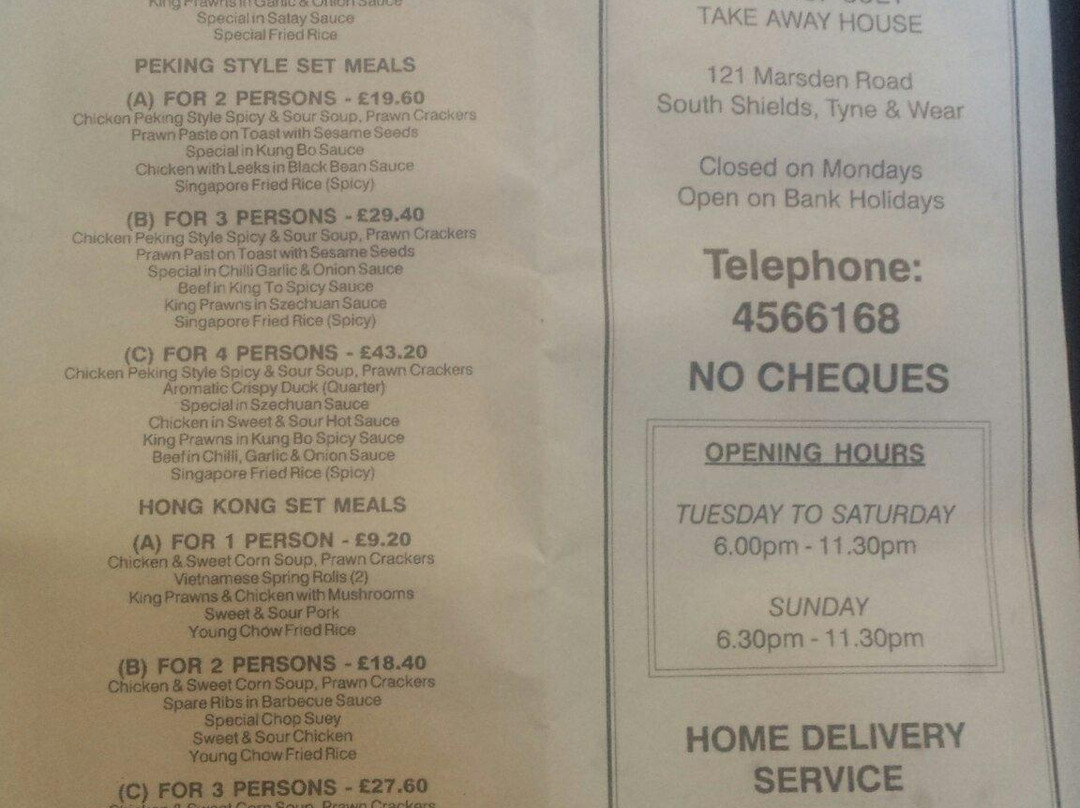 King Prawns in Garlic & Onion Sauce
Special in Satay Sauce
Special Fried Rice
PEKING STYLE SET MEALS
(A) FOR 2 PERSONS - £19.60
Chicken Peking Style Spicy & Sour Soup, Prawn Crackers
Prawn Paste on Toast with Sesame Seeds
Special in Kung Bo Sauce
Chicken with Leeks in Black Bean Sauce
Singapore Fried Rice (Spicy)
(B) FOR 3 PERSONS - £29.40
Chicken Peking Style Spicy & Sour Soup, Prawn Crackers
Prawn Past on Toast with Sesame Seeds
Special in Chilli Garlic & Onion Sauce
Beef in King To Spicy Sauce
King Prawns in Szechuan Sauce
Singapore Fried Rice (Spicy)
(C) FOR 4 PERSONS - £43.20
Chicken Peking Style Spicy & Sour Soup, Prawn Crackers
Aromatic Crispy Duck (Quarter)
Special in Szechuan Sauce
Chicken in Sweet & Sour Hot Sauce
King Prawns in Kung Bo Spicy Sauce
Beef in Chilli, Garlic & Onion Sauce
Singapore Fried Rice (Spicy)
HONG KONG SET MEALS
(A) FOR 1 PERSON - £9.20
Chicken & Sweet Corn Soup, Prawn Crackers
Vietnamese Spring Rolls (2)
King Prawns & Chicken with Mushrooms
Sweet & Sour Pork
Young Chow Fried Rice
(B) FOR 2 PERSONS - £18.40
Chicken & Sweet Corn Soup, Prawn Crackers
Spare Ribs in Barbecue Sauce
Special Chop Suey
Sweet & Sour Chicken
Young Chow Fried Rice
(C) FOR 3 PERSONS - £27.60
Chicken & Sweet Corn Soup, Prawn Crackers
TAKE AWAY HOUSE
121 Marsden Road
South Shields, Tyne & Wear
Closed on Mondays
Open on Bank Holidays
Telephone:
4566168
NO CHEQUES
OPENING HOURS
TUESDAY TO SATURDAY
6.00pm - 11.30pm
SUNDAY
6.30pm - 11.30pm
HOME DELIVERY
SERVICE